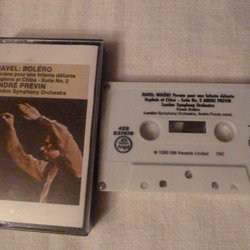 RAVEL: BOLÉRO
Pavane pour une infante défunte
Daphnis et Chloé - Suite No. 2
ANDRÉ PREVIN
London Symphony Orchestra
RAVEL: BOLÉRO Pavane pour une infante défunte
Daphnis et Chloé - Suite No. 2 ANDRÉ PREVIN
London Symphony Orchestra
London Symphony Orchestra, André Previn
1980 EMI Records Limited